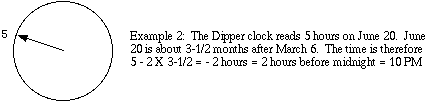 5
Example 2:  The Dipper clock reads 5 hours on June 20.  June
20 is about 3-1/2 months after March 6.  The time is therefore
5 - 2 X 3-1/2 = - 2 hours = 2 hours before midnight = 10 PM